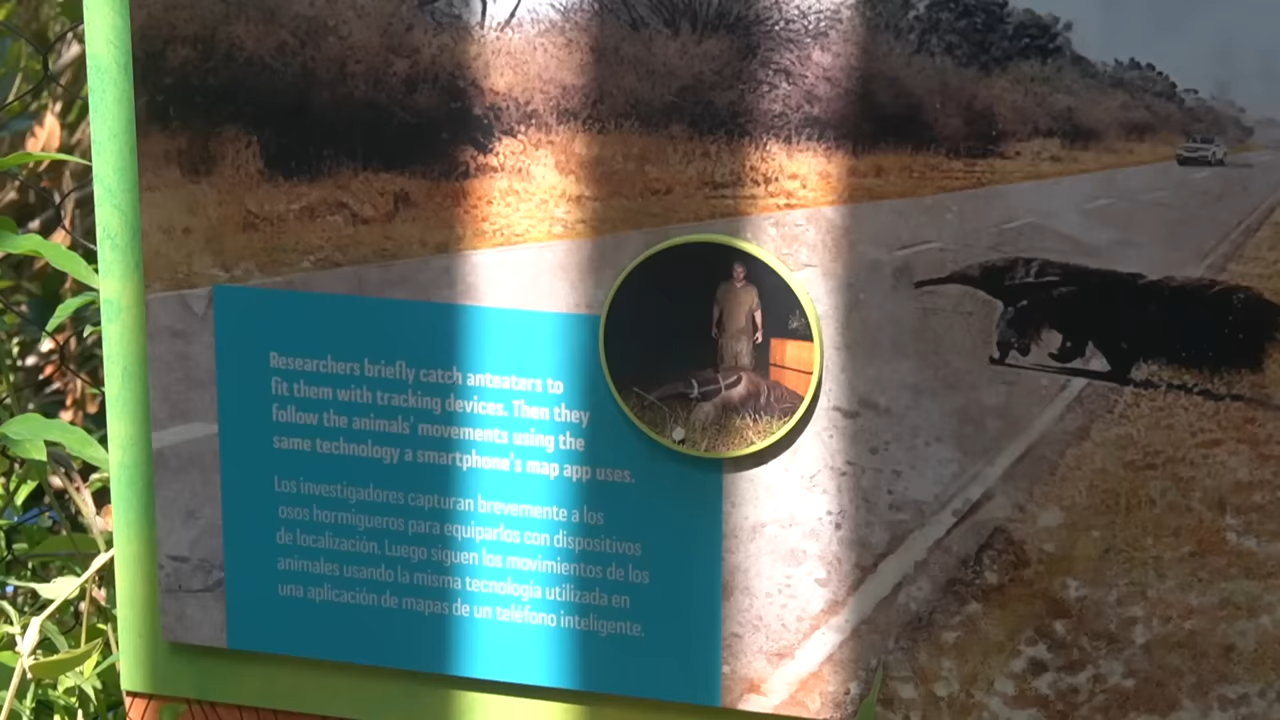 Researchers briefly catch anteaters to
fit them with tracking devices. Then they
follow the animals' movements using the
same technology a smartphone's map app uses.
Los investigadores capturan brevemente a los
osos hormigueros para equiparlos con dispositivos
de localización. Luego siguen los movimientos de los
animales usando la misma tecnología utilizada en
una aplicación de mapas de un teléfono inteligente.